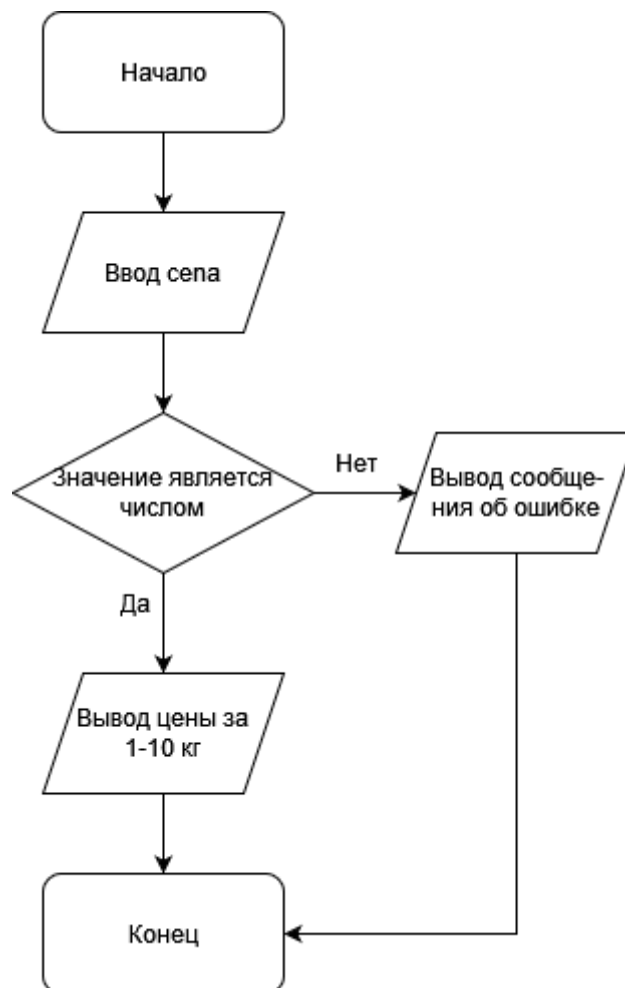 Начало
Ввод cena
Значение является
числом
Нет
Вывод сообще-
ния об ошибке
Да
Вывод цены за
1-10 кг
Конец